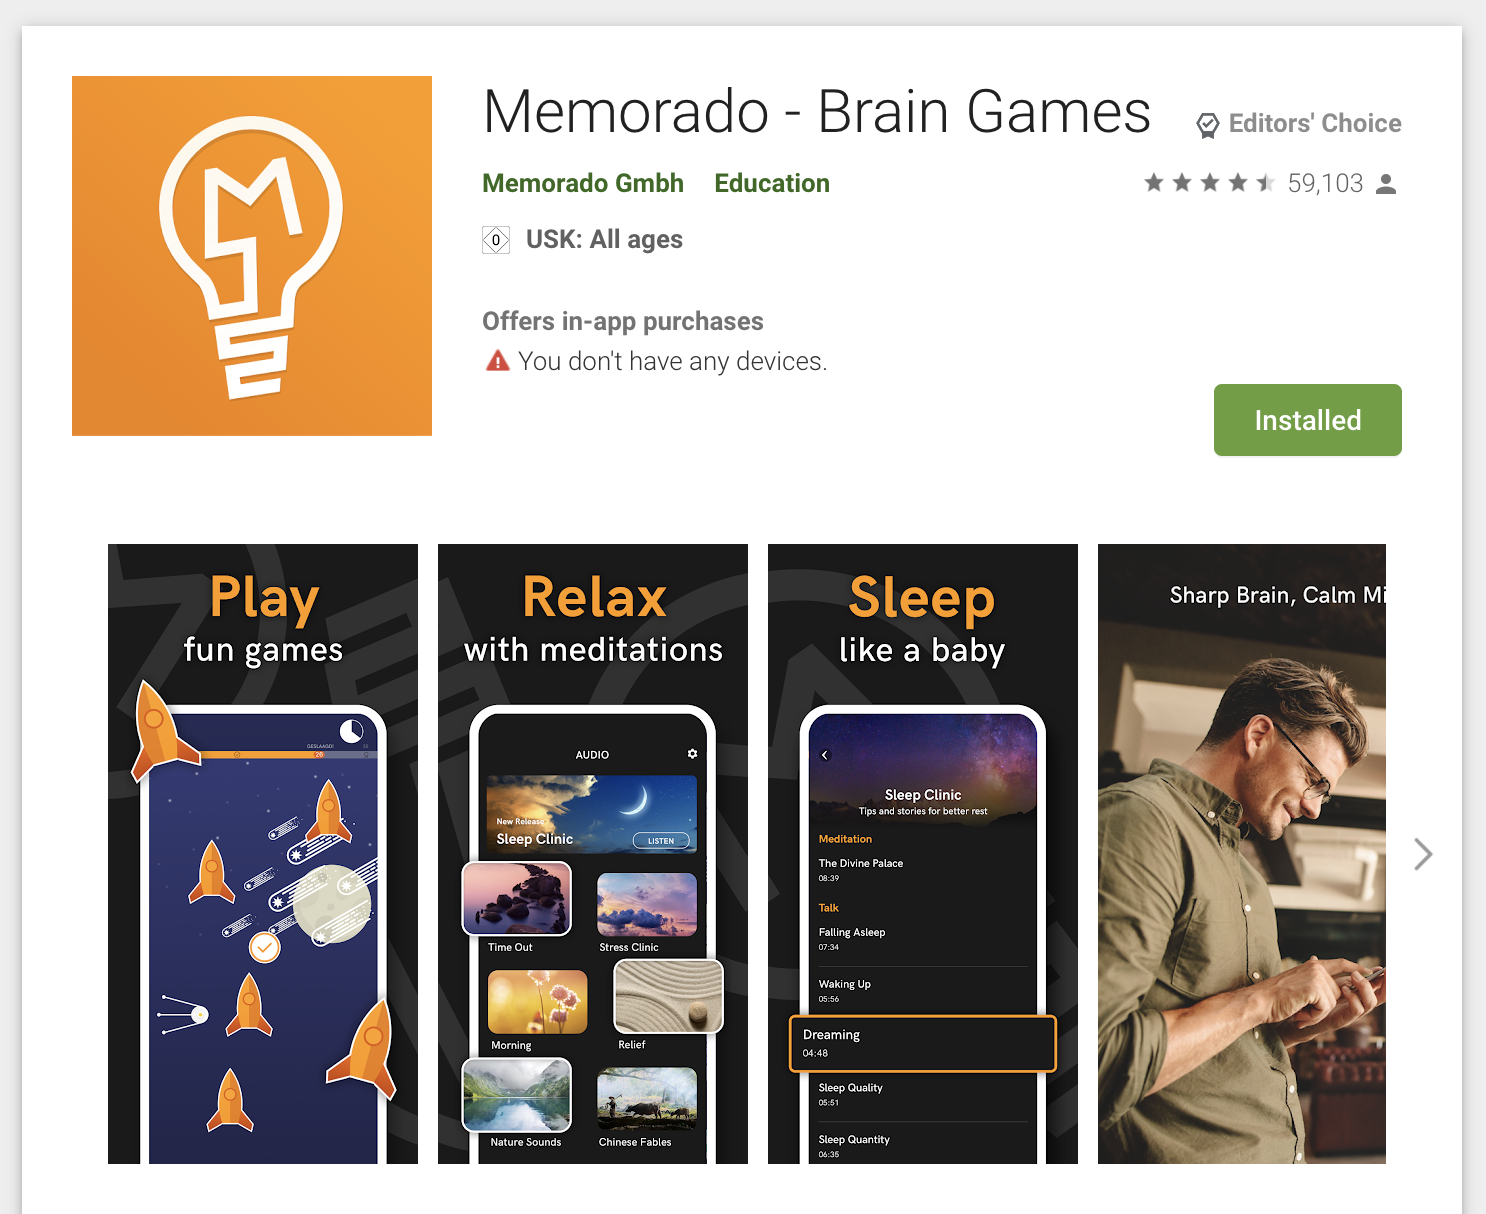 Memorado - Brain Games
Editors' Choice
Memorado Gmbh Education
59,103
0 USK: All ages
Offers in-app purchases
You don't have any devices.
Installed
Play
fun games
GESLAAGD!
Relax
with meditations
AUDIO
New Release
Sleep Clinic
LISTEN
Time Out
Stress Clinic
Morning
Relief
Nature Sounds
Chinese Fables
Sleep
like a baby
Sleep Clinic
Tips and stories for better rest
Meditation
The Divine Palace
08:39
Talk
Falling Asleep
07:34
Waking Up
05:56
Dreaming
04:48
Sleep Quality
05:51
Sleep Quantity
06:35
Sharp Brain, Calm Mi